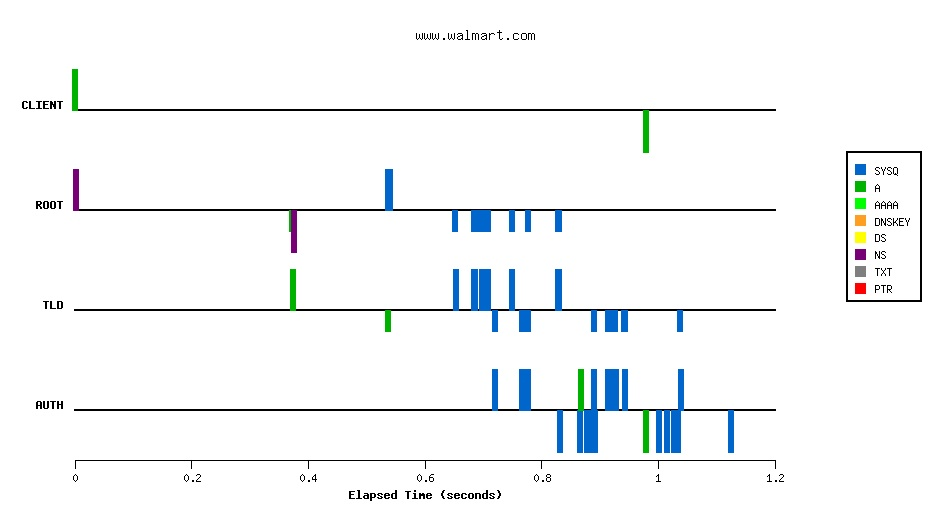 www.walmart.com
CLIENT
ROOT
TLD
AUTH
0 0.2 0.4 0.6 0.8 1 1.2
Elapsed Time (seconds)
SYSQ
A
AAAA
DNSKEY
DS
NS
TXT
PTR